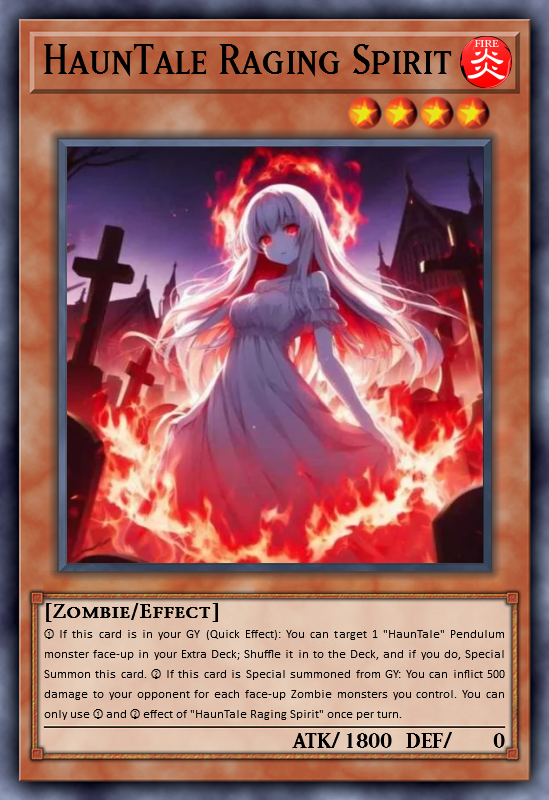 HaunTale Raging Spirit
FIRE
炎
[Zombie/Effect]
① If this card is in your GY (Quick Effect): You can target 1 "HaunTale" Pendulum
monster face-up in your Extra Deck; Shuffle it in to the Deck, and if you do, Special
Summon this card. ② If this card is Special summoned from GY: You can inflict 500
damage to your opponent for each face-up Zombie monsters you control. You can
only use ① and ② effect of "HaunTale Raging Spirit" once per turn.
ATK/ 1800 DEF/ 0